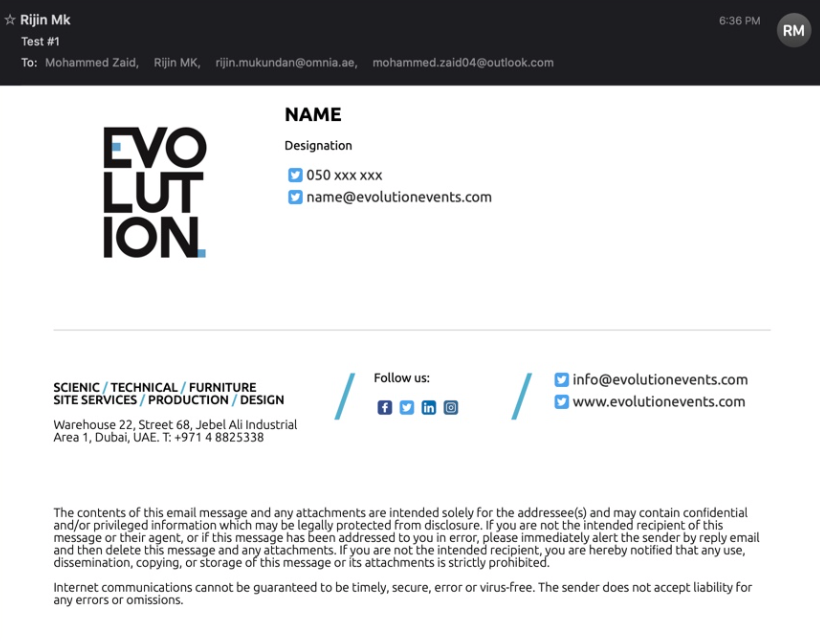 Rijin Mk
6:36 PM
RM
Test #1
To: Mohammed Zaid, Rijin MK, rijin.mukundan@omnia.ae, mohammed.zaid04@outlook.com
EVO
LUT
ION.
NAME
Designation
050 xxx xxx
name@evolutionevents.com
SCIENIC / TECHNICAL / FURNITURE
SITE SERVICES / PRODUCTION / DESIGN
Warehouse 22, Street 68, Jebel Ali Industrial
Area 1, Dubai, UAE. T: +971 4 8825338
Follow us:
info@evolutionevents.com
www.evolutionevents.com
The contents of this email message and any attachments are intended solely for the addressee(s) and may contain confidential
and/or privileged information which may be legally protected from disclosure. If you are not the intended recipient of this
message or their agent, or if this message has been addressed to you in error, please immediately alert the sender by reply email
and then delete this message and any attachments. If you are not the intended recipient, you are hereby notified that any use,
dissemination, copying, or storage of this message or its attachments is strictly prohibited.
Internet communications cannot be guaranteed to be timely, secure, error or virus-free. The sender does not accept liability for
any errors or omissions.